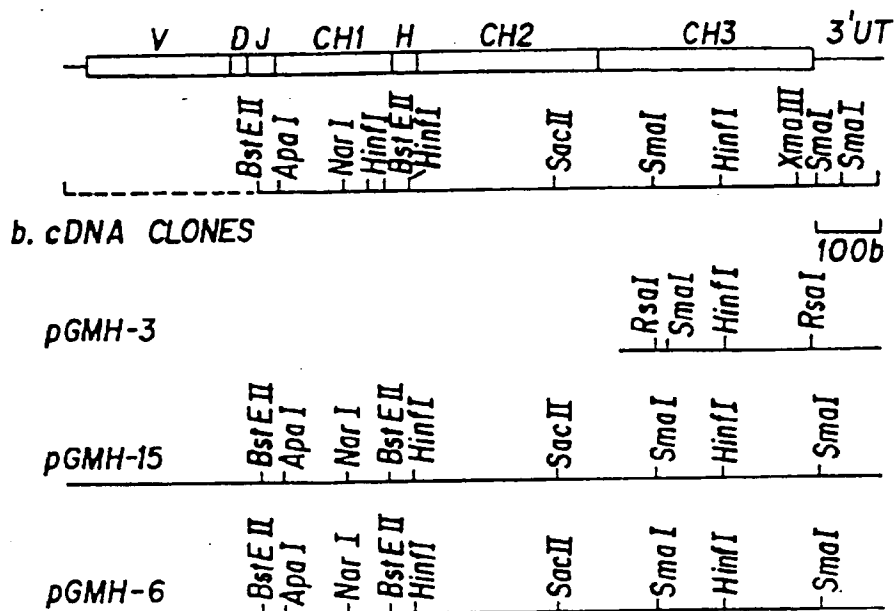 V D J CH1 H CH2 CH3 3'UT
BstEII ApaI NarI HinfI BstEII HinfI SacII SmaI HinfI XmaIII SmaI SmaI
b. cDNA CLONES
100b
pGMH-3 RsaI SmaI HinfI RsaI
pGMH-15 BstEII ApaI NarI BstEII HinfI SacII SmaI HinfI SmaI
pGMH-6 BstEII ApaI NarI BstEII HinfI SacII SmaI HinfI SmaI